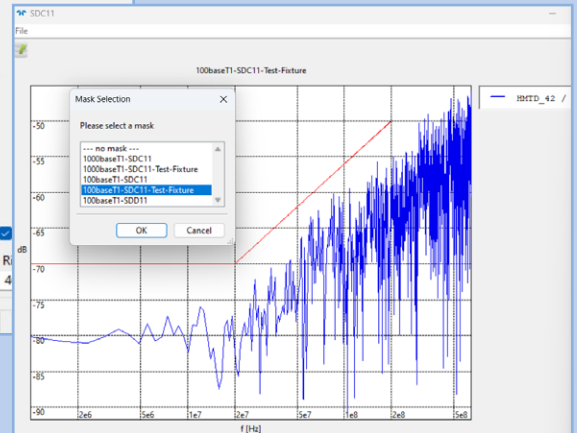 SDC11
File
100baseT1-SDC11-Test-Fixture
HMTD_42 /
Mask Selection
Please select a mask
--- no mask ---
1000baseT1-SDC11
1000baseT1-SDC11-Test-Fixture
100baseT1-SDC11
100baseT1-SDC11-Test-Fixture
100baseT1-SDD11
OK
Cancel
-50
-55
-60
-65
dB
-70
-75
-80
-85
-90
2e6
5e6
1e7
2e7
5e7
1e8
2e8
5e8
f [Hz]
Ri
4